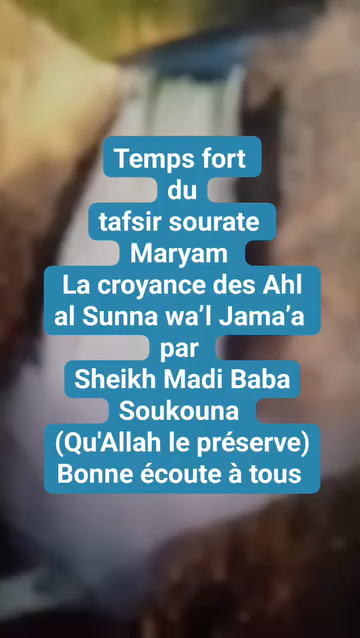 Temps fort
du
tafsir sourate
Maryam
La croyance des Ahl
al Sunna wa’l Jama’a
par
Sheikh Madi Baba
Soukouna
(Qu'Allah le préserve)
Bonne écoute à tous